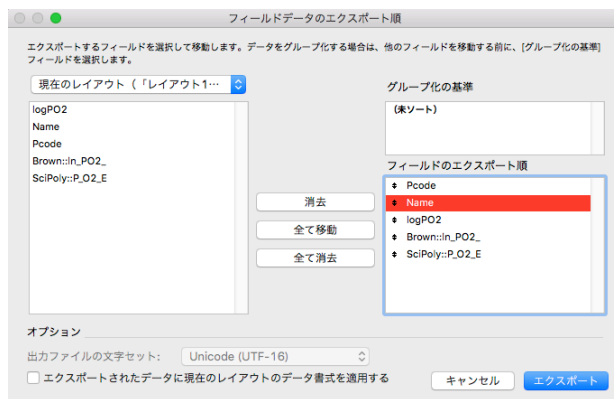 フィールドデータのエクスポート順
エクスポートするフィールドを選択して移動します。データをグループ化する場合は、他のフィールドを移動する前に、[グループ化の基準]
フィールドを選択します。
現在のレイアウト（「レイアウト1…
logPO2
Name
Pcode
Brown::ln_PO2_
SciPoly::P_O2_E
消去
全て移動
全て消去
グループ化の基準
(未ソート)
フィールドのエクスポート順
Pcode
Name
logPO2
Brown::ln_PO2_
SciPoly::P_O2_E
オプション
出力ファイルの文字セット: Unicode (UTF-16)
エクスポートされたデータに現在のレイアウトのデータ書式を適用する
キャンセル
エクスポート